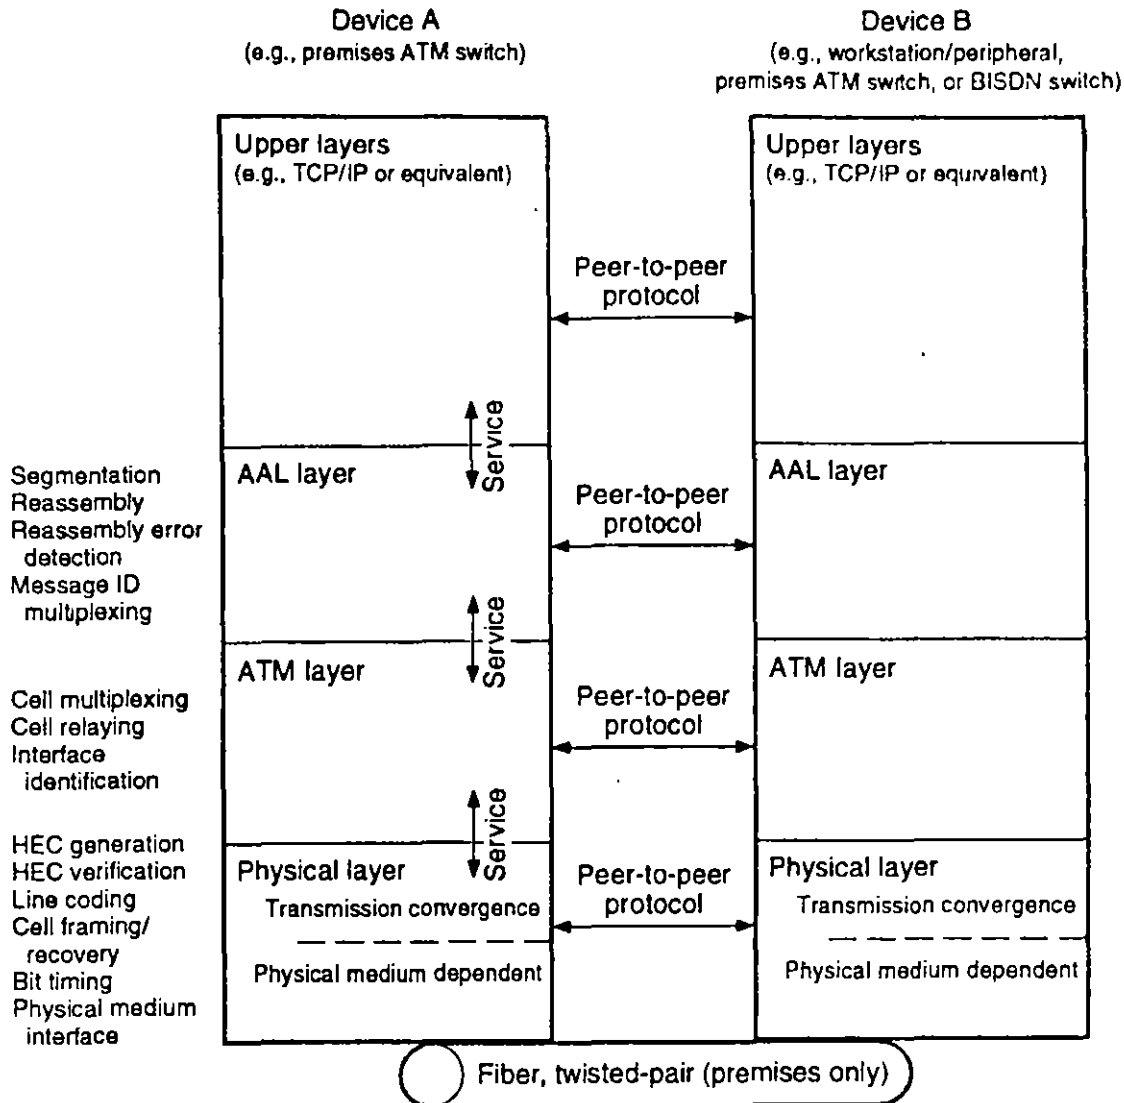 Device A
(e.g., premises ATM switch)
Device B
(e.g., workstation/peripheral,
premises ATM switch, or BISDN switch)
Upper layers
(e.g., TCP/IP or equivalent)
Upper layers
(e.g., TCP/IP or equivalent)
Peer-to-peer
protocol
Service
Segmentation
Reassembly
Reassembly error
detection
Message ID
multiplexing
AAL layer
Peer-to-peer
protocol
AAL layer
Service
Cell multiplexing
Cell relaying
Interface
identification
ATM layer
Peer-to-peer
protocol
ATM layer
Service
HEC generation
HEC verification
Line coding
Cell framing/
recovery
Bit timing
Physical medium
interface
Physical layer
Transmission convergence
Physical medium dependent
Peer-to-peer
protocol
Physical layer
Transmission convergence
Physical medium dependent
Fiber, twisted-pair (premises only)